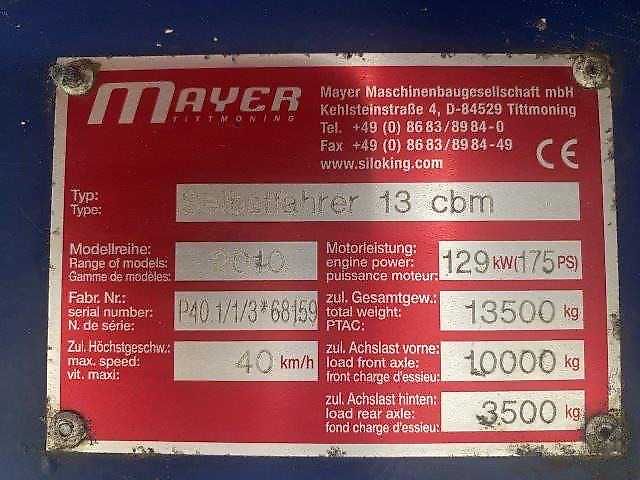 MAYER
TITTMONING
Mayer Maschinenbaugesellschaft mbH
Kehlsteinstraße 4, D-84529 Tittmoning
Tel. +49 (0) 86 83/89 84-0
Fax +49 (0) 86 83/89 84-49
www.siloking.com
CE
Typ:
Type:
Selbstfahrer 13 cbm
Modellreihe:
Range of models:
Gamme de modèles:
2010
Motorleistung:
engine power:
puissance moteur:
129 kW(175 PS)
Fabr. Nr.:
serial number:
N. de série:
P40.1/1/3*68159
zul. Gesamtgew.:
total weight:
PTAC:
13500 kg
Zul. Höchstgeschw.:
max. speed:
vit. maxi:
40 km/h
zul. Achslast vorne:
load front axle:
front charge d'essieu:
10000 kg
zul. Achslast hinten:
load rear axle:
fond charge d'essieu:
3500 kg